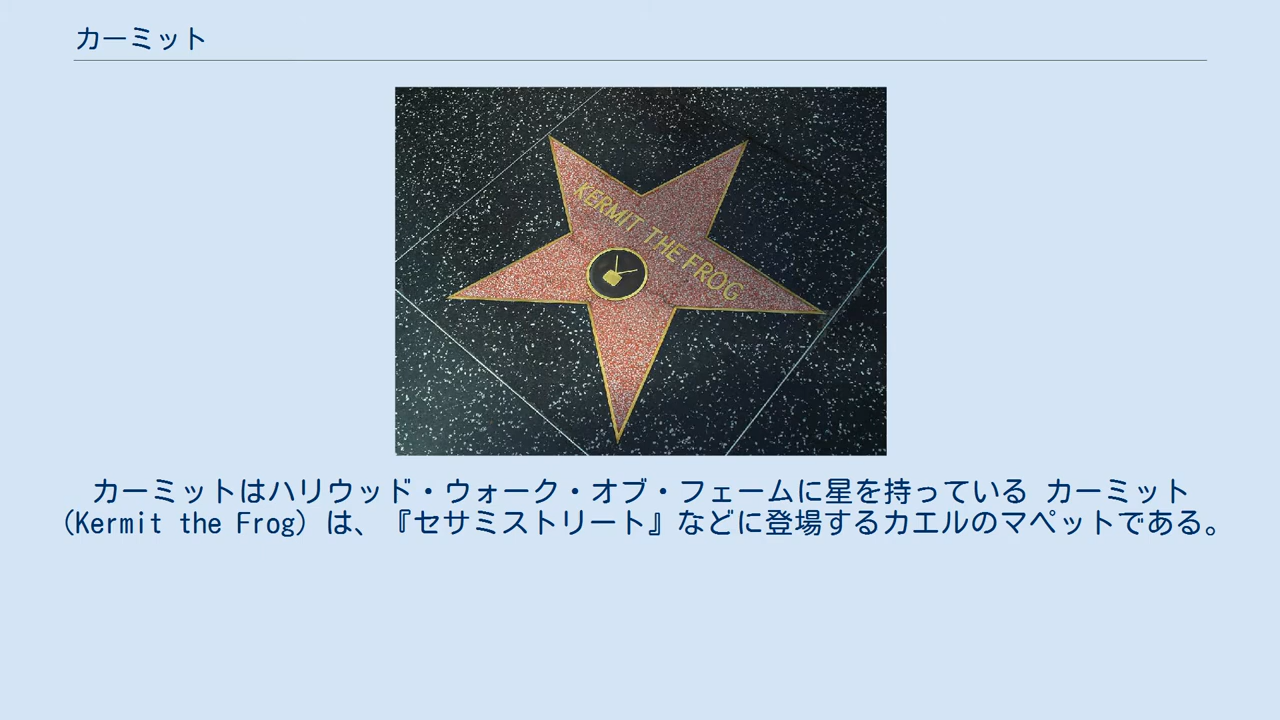 カーミット
KERMIT THE FROG
カーミットはハリウッド・ウォーク・オブ・フェームに星を持っている カーミット
(Kermit the Frog) は、『セサミストリート』などに登場するカエルのマペットである。